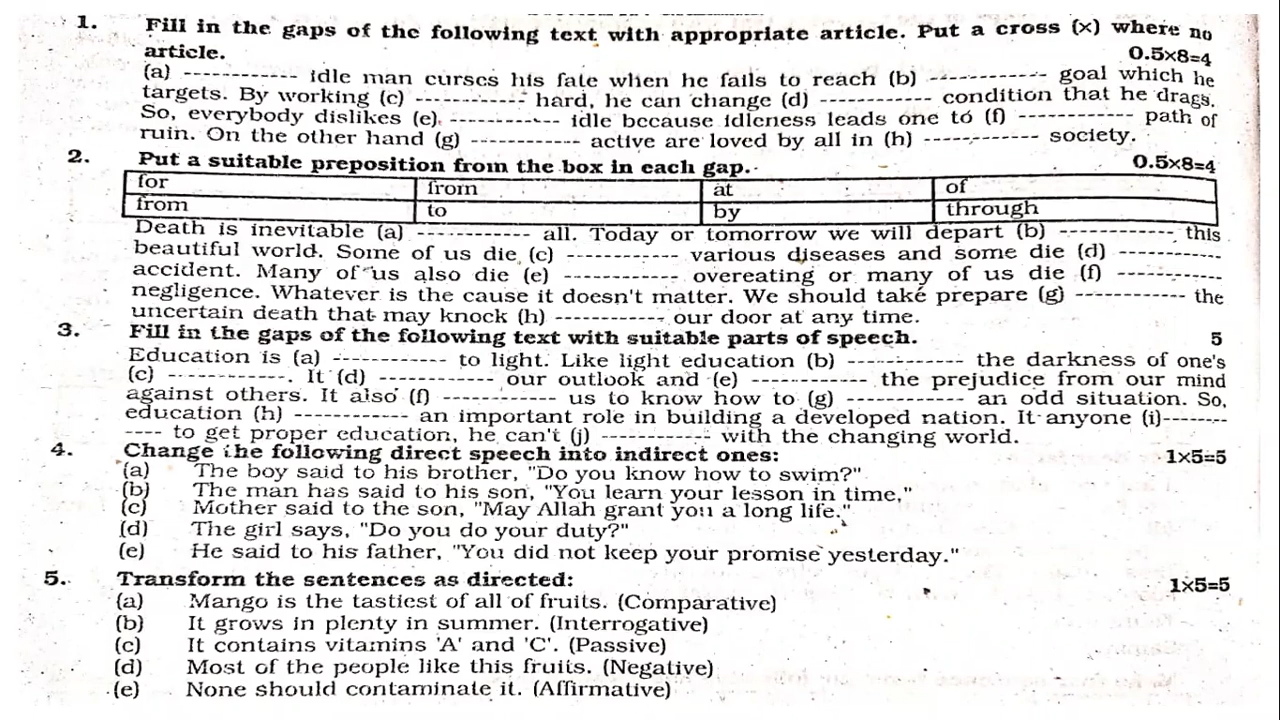 1. Fill in the gaps of the following text with appropriate article. Put a cross (x) where no
article. 0.5×8=4
(a) ------------ idle man curses his fate when he fails to reach (b) ------------ goal which he
targets. By working (c) ------------ hard, he can change (d) ------------ condition that he drags.
So, everybody dislikes (e) ------------ idle because idleness leads one to (f) ------------ path of
ruin. On the other hand (g) ------------ active are loved by all in (h) ------------ society.
2. Put a suitable preposition from the box in each gap. 0.5×8=4
for from at of
from to by through
Death is inevitable (a) ------------ all. Today or tomorrow we will depart (b) ------------ this
beautiful world. Some of us die (c) ------------ various diseases and some die (d) ------------
accident. Many of us also die (e) ------------ overeating or many of us die (f) ------------
negligence. Whatever is the cause it doesn't matter. We should take prepare (g) ------------ the
uncertain death that may knock (h) ------------ our door at any time.
3. Fill in the gaps of the following text with suitable parts of speech. 5
Education is (a) ------------ to light. Like light education (b) ------------ the darkness of one's
(c) ------------. It (d) ------------ our outlook and (e) ------------ the prejudice from our mind
against others. It also (f) ------------ us to know how to (g) ------------ an odd situation. So,
education (h) ------------ an important role in building a developed nation. It anyone (i)--------
---- to get proper education, he can't (j) ------------ with the changing world.
4. Change the following direct speech into indirect ones: 1×5=5
(a) The boy said to his brother, "Do you know how to swim?"
(b) The man has said to his son, "You learn your lesson in time,"
(c) Mother said to the son, "May Allah grant you a long life."
(d) The girl says, "Do you do your duty?"
(e) He said to his father, "You did not keep your promise yesterday."
5. Transform the sentences as directed: 1×5=5
(a) Mango is the tastiest of all of fruits. (Comparative)
(b) It grows in plenty in summer. (Interrogative)
(c) It contains vitamins 'A' and 'C'. (Passive)
(d) Most of the people like this fruits. (Negative)
(e) None should contaminate it. (Affirmative)